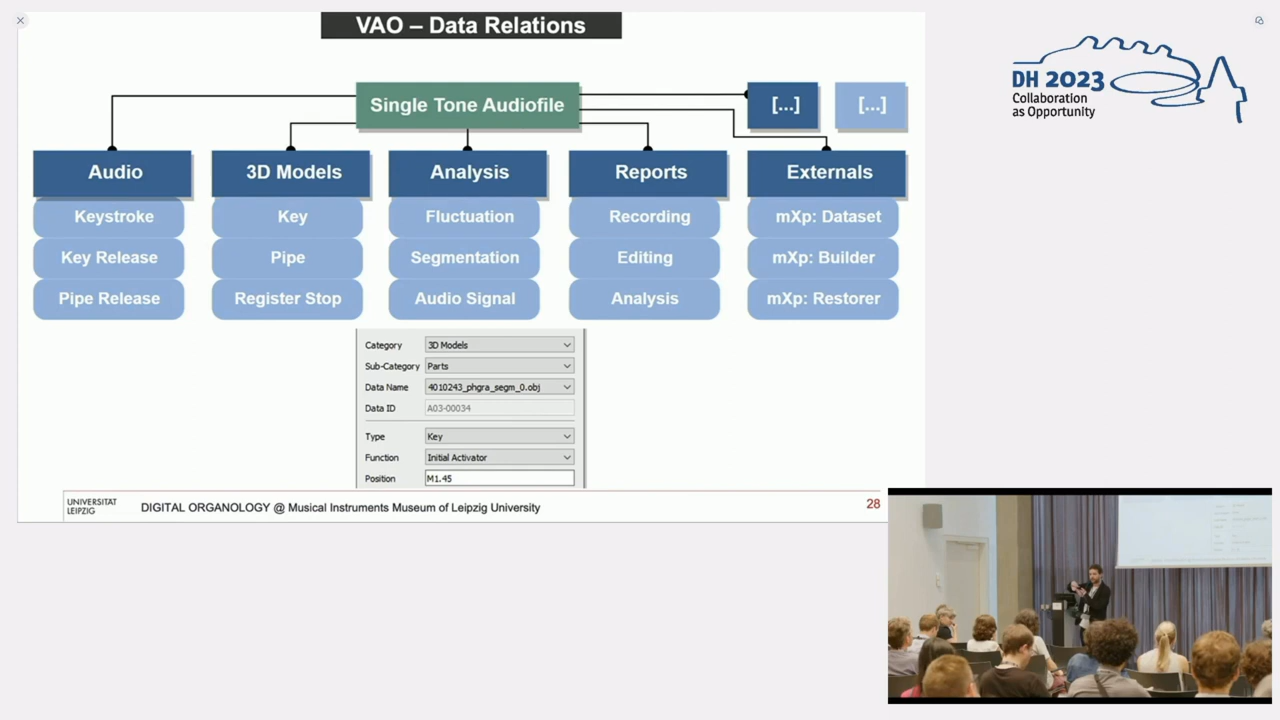 VAO – Data Relations
Single Tone Audiofile
[...]
[...]
Audio
3D Models
Analysis
Reports
Externals
Keystroke
Key
Fluctuation
Recording
mXp: Dataset
Key Release
Pipe
Segmentation
Editing
mXp: Builder
Pipe Release
Register Stop
Audio Signal
Analysis
mXp: Restorer
Category
3D Models
Sub-Category
Parts
Data Name
4010243_phgra_segm_0.obj
Data ID
A03-00034
Type
Key
Function
Initial Activator
Position
M1.45
UNIVERSITAT
LEIPZIG
DIGITAL ORGANOLOGY @ Musical Instruments Museum of Leipzig University
28
DH 2023
Collaboration
as Opportunity